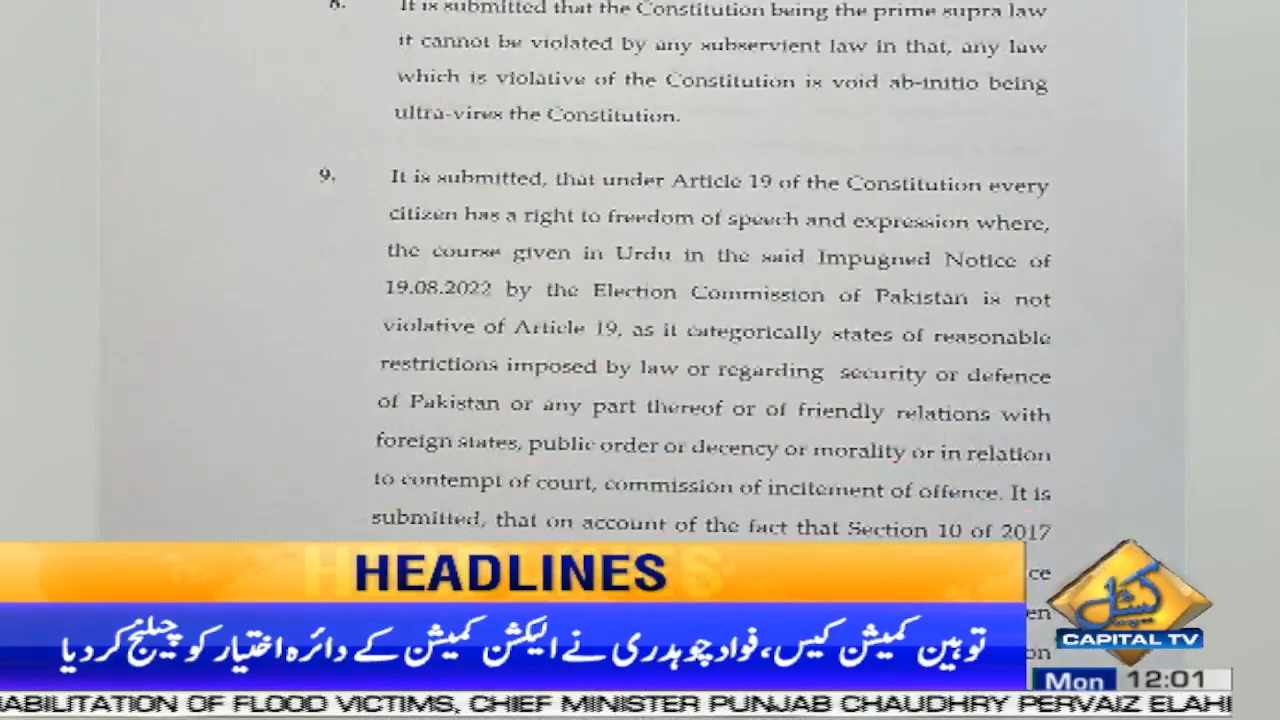 8. It is submitted that the Constitution being the prime supra law
it cannot be violated by any subservient law in that, any law
which is violative of the Constitution is void ab-initio being
ultra-vires the Constitution.
9. It is submitted, that under Article 19 of the Constitution every
citizen has a right to freedom of speech and expression where,
the course given in Urdu in the said Impugned Notice of
19.08.2022 by the Election Commission of Pakistan is not
violative of Article 19, as it categorically states of reasonable
restrictions imposed by law or regarding security or defence
of Pakistan or any part thereof or of friendly relations with
foreign states, public order or decency or morality or in relation
to contempt of court, commission of incitement of offence. It is
submitted, that on account of the fact that Section 10 of 2017
HEADLINES
توہین کمیشن کیس، فواد چوہدری نے الیکشن کمیشن کے دائرہ اختیار کو چیلنج کر دیا
کیپیٹل
CAPITAL TV
Mon 12:01
ABILITATION OF FLOOD VICTIMS, CHIEF MINISTER PUNJAB CHAUDHRY PERVAIZ ELAHI